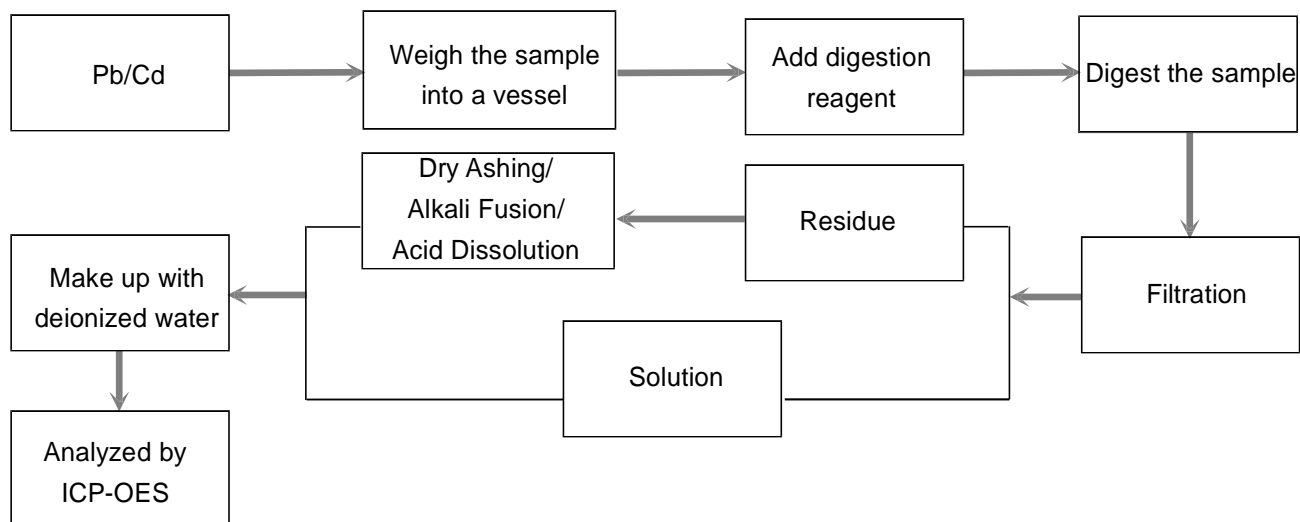 Pb/Cd
Weigh the sample
into a vessel
Add digestion
reagent
Digest the sample
Filtration
Residue
Dry Ashing/
Alkali Fusion/
Acid Dissolution
Solution
Make up with
deionized water
Analyzed by
ICP-OES